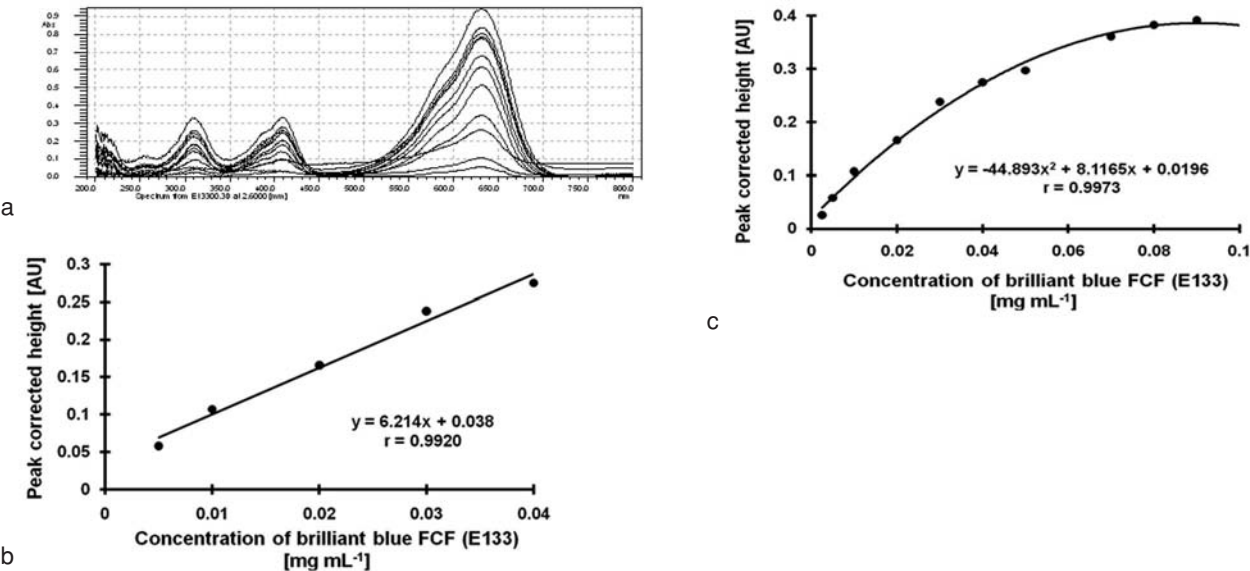 0.9
Abs
0.8
0.7
0.6
0.5
0.4
0.3
0.2
0.1
0.0
200.0 250.0 300.0 350.0 400.0 450.0 500.0 550.0 600.0 650.0 700.0 750.0 800.0
nm
a
Peak corrected height [AU]
0.3
0.25
0.2
0.15
0.1
0.05
0
y = 6.214x + 0.038
r = 0.9920
0 0.01 0.02 0.03 0.04
Concentration of brilliant blue FCF (E133)
[mg mL-1]
b
Peak corrected height [AU]
0.4
0.3
0.2
0.1
0
y = -44.893x² + 8.1165x + 0.0196
r = 0.9973
0 0.02 0.04 0.06 0.08 0.1
Concentration of brilliant blue FCF (E133)
[mg mL-1]
c